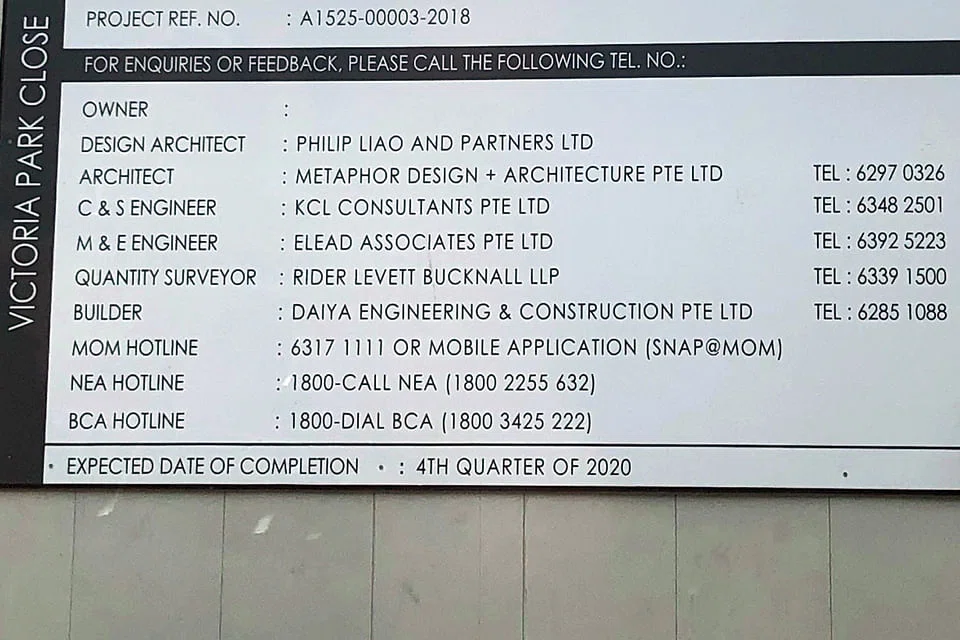 VICTORIA PARK CLOSE
PROJECT REF. NO. : A1525-00003-2018
FOR ENQUIRIES OR FEEDBACK, PLEASE CALL THE FOLLOWING TEL. NO.:
OWNER :
DESIGN ARCHITECT : PHILIP LIAO AND PARTNERS LTD
ARCHITECT : METAPHOR DESIGN + ARCHITECTURE PTE LTD TEL : 6297 0326
C & S ENGINEER : KCL CONSULTANTS PTE LTD TEL : 6348 2501
M & E ENGINEER : ELEAD ASSOCIATES PTE LTD TEL : 6392 5223
QUANTITY SURVEYOR : RIDER LEVETT BUCKNALL LLP TEL : 6339 1500
BUILDER : DAIYA ENGINEERING & CONSTRUCTION PTE LTD TEL : 6285 1088
MOM HOTLINE : 6317 1111 OR MOBILE APPLICATION (SNAP@MOM)
NEA HOTLINE : 1800-CALL NEA (1800 2255 632)
BCA HOTLINE : 1800-DIAL BCA (1800 3425 222)
EXPECTED DATE OF COMPLETION : 4TH QUARTER OF 2020